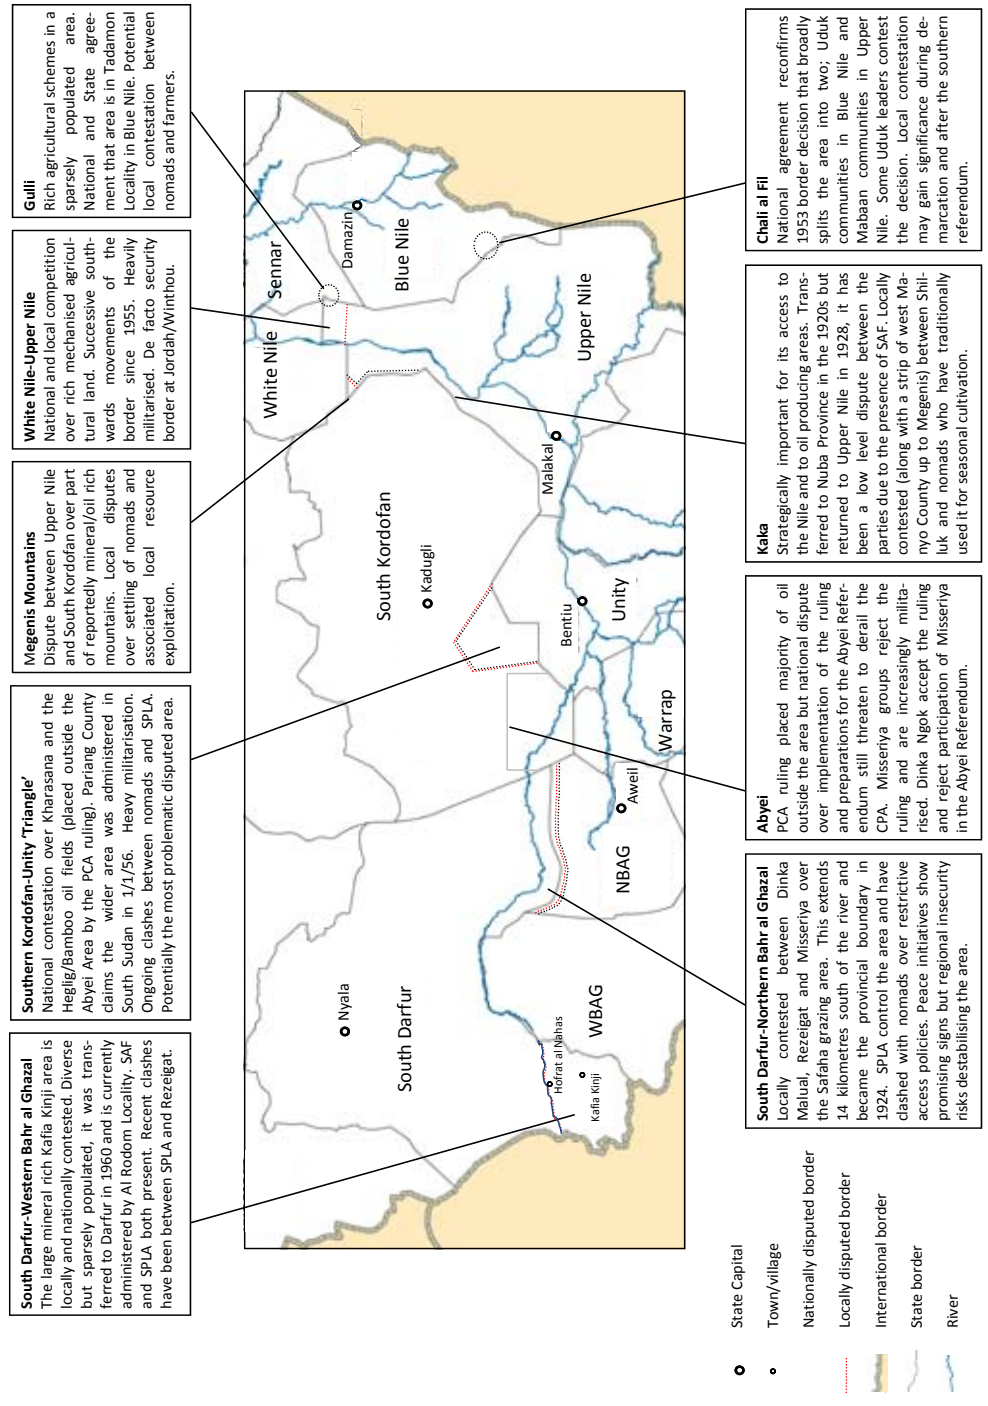 South Darfur-Western Bahr al Ghazal
The large mineral rich Kafia Kinji area is
locally and nationally contested. Diverse
but sparsely populated, it was trans-
ferred to Darfur in 1960 and is currently
administered by Al Rodom Locality. SAF
and SPLA both present. Recent clashes
have been between SPLA and Rezeigat.
Southern Kordofan-Unity ‘Triangle’
National contestation over Kharasana and the
Heglig/Bamboo oil fields (placed outside the
Abyei Area by the PCA ruling). Pariang County
claims the wider area was administered in
South Sudan in 1/1/56. Heavy militarisation.
Ongoing clashes between nomads and SPLA.
Potentially the most problematic disputed area.
Megenis Mountains
Dispute between Upper Nile
and South Kordofan over part
of reportedly mineral/oil rich
mountains. Local disputes
over settling of nomads and
associated local resource
exploitation.
White Nile-Upper Nile
National and local competition
over rich mechanised agricul-
tural land. Successive south-
wards movements of the
border since 1955. Heavily
militarised. De facto security
border at Jordah/Winthou.
Gulli
Rich agricultural schemes in a
sparsely populated area.
National and State agree-
ment that area is in Tadamon
Locality in Blue Nile. Potential
local contestation between
nomads and farmers.
South Darfur
Nyala
Hofrat al Nahas
Kafia Kinji
WBAG
NBAG
Aweil
Warrap
South Kordofan
Kadugli
Bentiu
Unity
Malakal
White Nile
Sennar
Damazin
Blue Nile
Upper Nile
South Darfur-Northern Bahr al Ghazal
Locally contested between Dinka
Malual, Rezeigat and Misseriya over
the Safaha grazing area. This extends
14 kilometres south of the river and
became the provincial boundary in
1924. SPLA control the area and have
clashed with nomads over restrictive
access policies. Peace initiatives show
promising signs but regional insecurity
risks destabilising the area.
Abyei
PCA ruling placed majority of oil
outside the area but national dispute
over implementation of the ruling
and preparations for the Abyei Refer-
endum still threaten to derail the
CPA. Misseriya groups reject the
ruling and are increasingly milita-
rised. Dinka Ngok accept the ruling
and reject participation of Misseriya
in the Abyei Referendum.
Kaka
Strategically important for its access to
the Nile and to oil producing areas. Trans-
ferred to Nuba Province in the 1920s but
returned to Upper Nile in 1928, it has
been a low level dispute between the
parties due to the presence of SAF. Locally
contested (along with a strip of west Ma-
nyo County up to Megenis) between Shil-
luk and nomads who have traditionally
used it for seasonal cultivation.
Chali al Fil
National agreement reconfirms
1953 border decision that broadly
splits the area into two; Uduk
communities in Blue Nile and
Mabaan communities in Upper
Nile. Some Uduk leaders contest
the decision. Local contestation
may gain significance during de-
marcation and after the southern
referendum.
State Capital
Town/village
Nationally disputed border
Locally disputed border
International border
State border
River